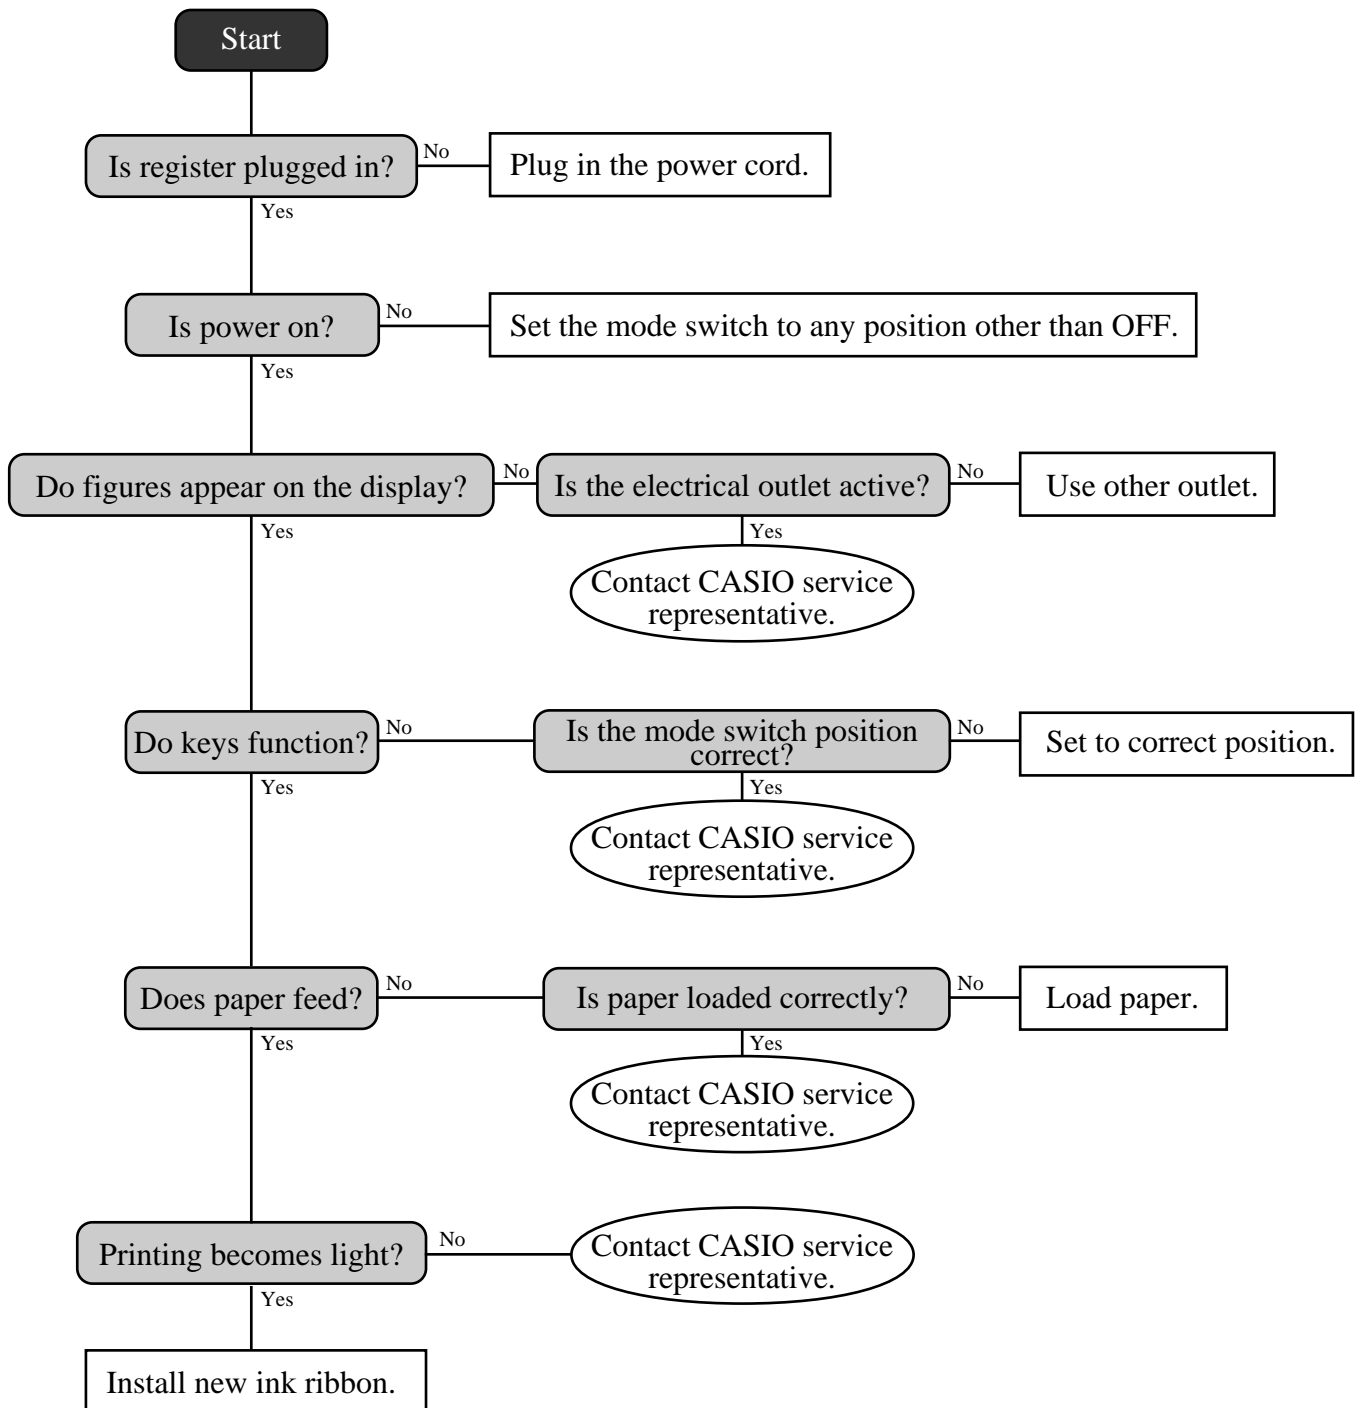 Start
Is register plugged in?
No
Plug in the power cord.
Yes
Is power on?
No
Set the mode switch to any position other than OFF.
Yes
Do figures appear on the display?
No
Is the electrical outlet active?
No
Use other outlet.
Yes
Yes
Contact CASIO service
representative.
Do keys function?
No
Is the mode switch position
correct?
No
Set to correct position.
Yes
Yes
Contact CASIO service
representative.
Does paper feed?
No
Is paper loaded correctly?
No
Load paper.
Yes
Yes
Contact CASIO service
representative.
Printing becomes light?
No
Contact CASIO service
representative.
Yes
Install new ink ribbon.